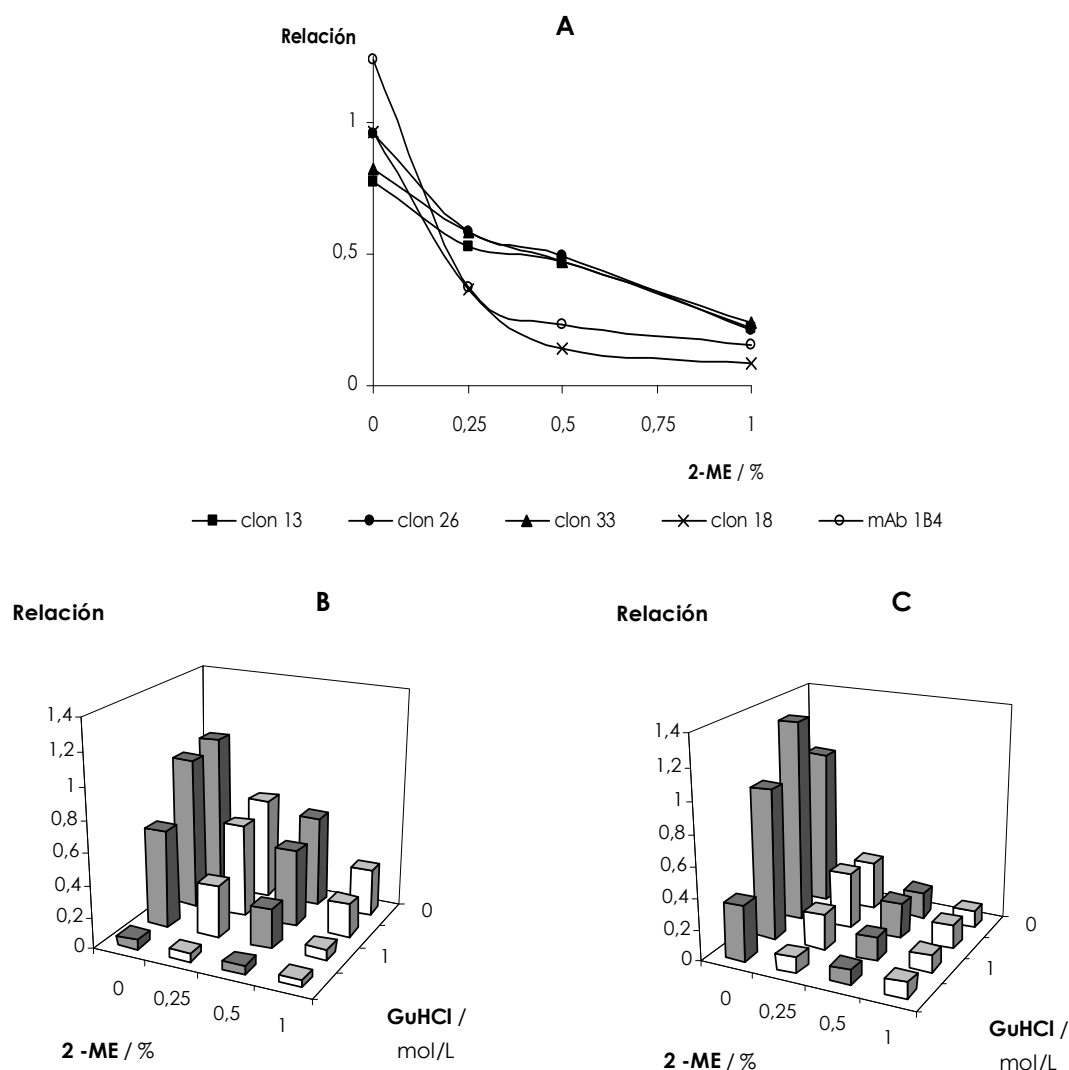 A
Relación
1
0,5
0
0 0,25 0,5 0,75 1
2-ME / %
clon 13 clon 26 clon 33 clon 18 mAb 1B4
B
Relación
1,4
1,2
1
0,8
0,6
0,4
0,2
0
0
0,25
0,5
1
0
1
GuHCl /
mol/L
2 -ME / %
C
Relación
1,4
1,2
1
0,8
0,6
0,4
0,2
0
0
0,25
0,5
1
0
1
GuHCl /
mol/L
2 -ME / %